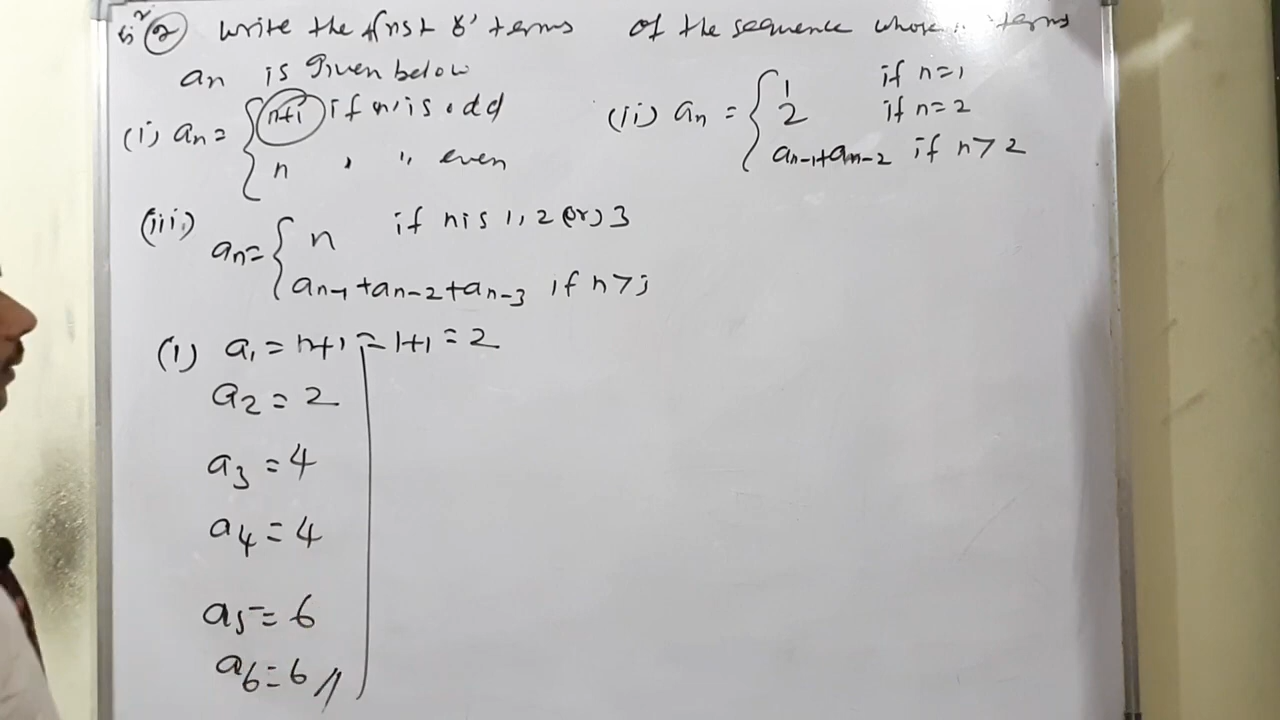 ② Write the first 6 terms of the sequence whose terms
an is given below
(i) an = { n+1 if n is odd
n " " even
(ii) an = { 1 if n=1
2 if n=2
an-1+an-2 if n>2
(iii) an = { n if n is 1, 2 (or) 3
an-1+an-2+an-3 if n>3
(i) a1 = n+1 = 1+1 = 2
a2 = 2
a3 = 4
a4 = 4
a5 = 6
a6 = 6 //